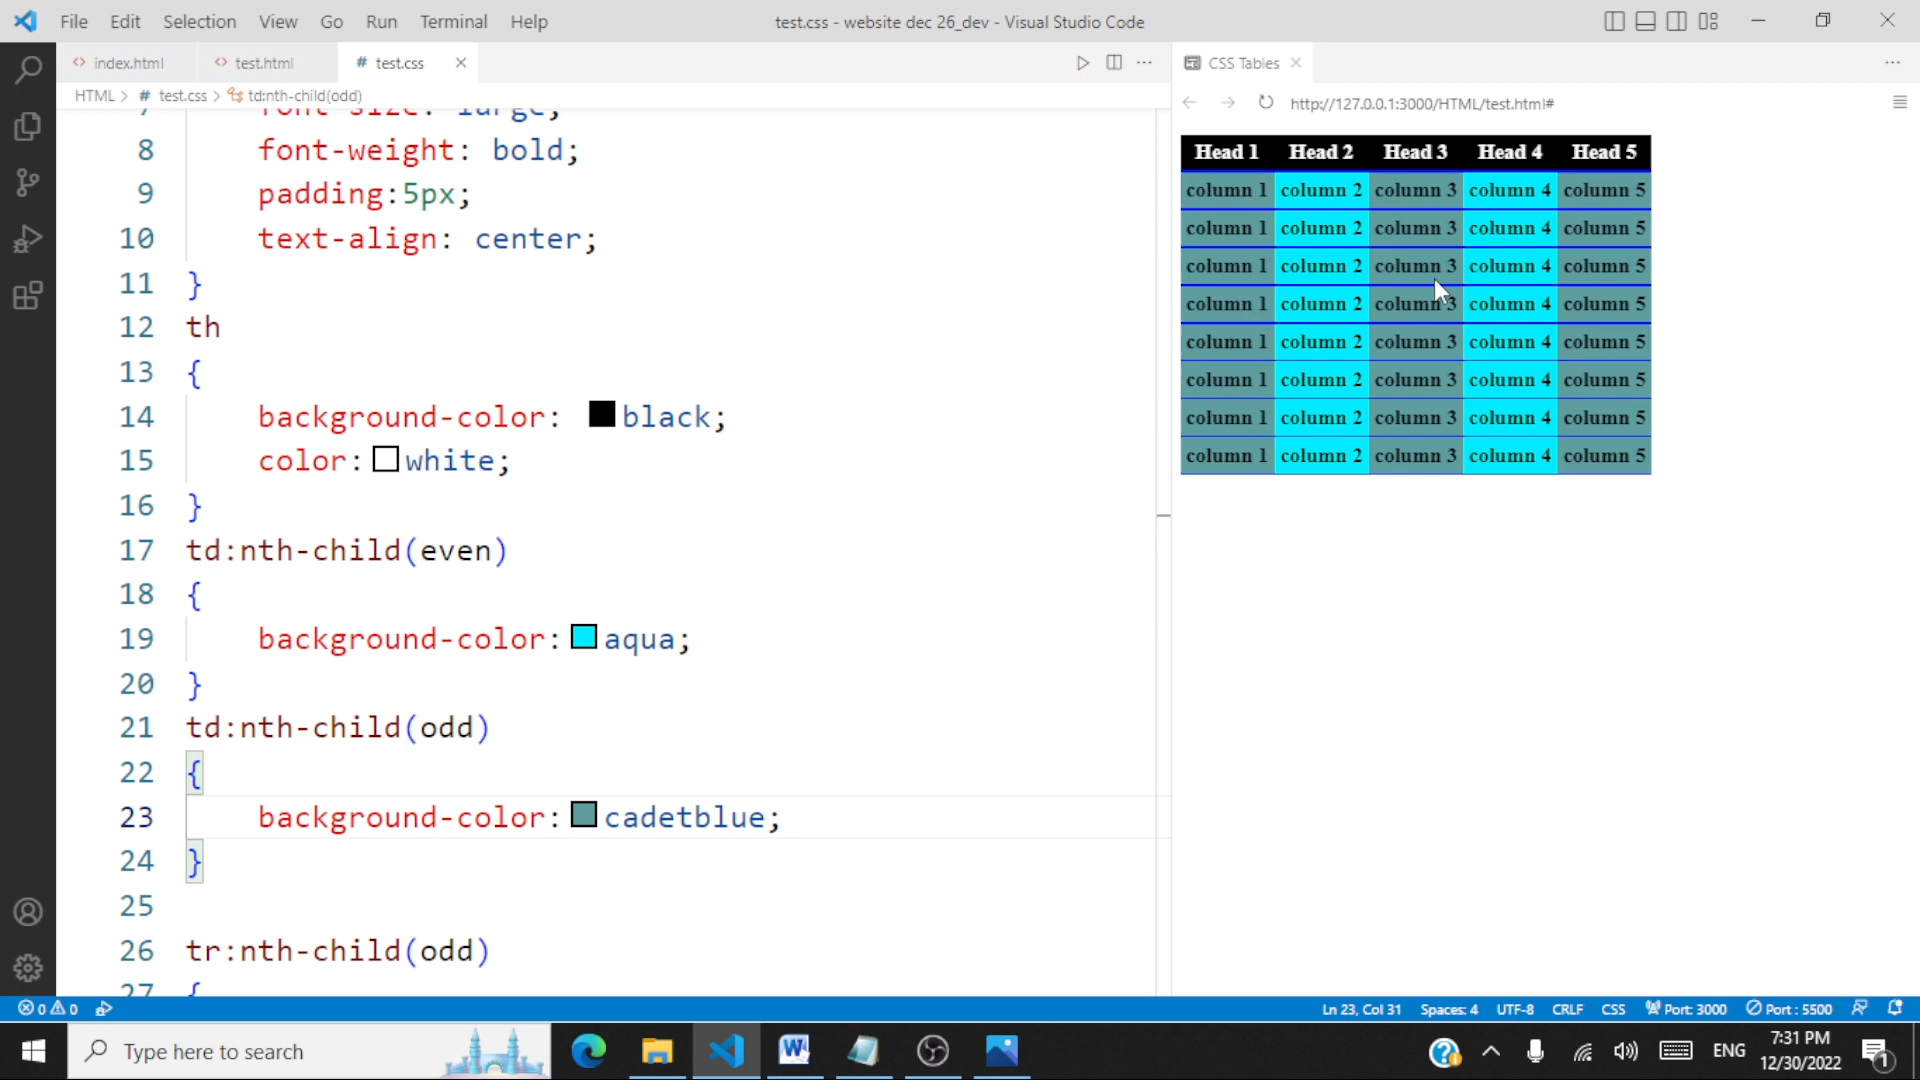 File Edit Selection View Go Run Terminal Help
test.css - website dec 26_dev - Visual Studio Code
index.html
test.html
# test.css
CSS Tables
HTML > # test.css > td:nth-child(odd)
http://127.0.0.1:3000/HTML/test.html#
7 font-size: large;
8 font-weight: bold;
9 padding:5px;
10 text-align: center;
11 }
12 th
13 {
14 background-color: black;
15 color: white;
16 }
17 td:nth-child(even)
18 {
19 background-color: aqua;
20 }
21 td:nth-child(odd)
22 {
23 background-color: cadetblue;
24 }
25
26 tr:nth-child(odd)
27 {
Head 1 Head 2 Head 3 Head 4 Head 5
column 1 column 2 column 3 column 4 column 5
column 1 column 2 column 3 column 4 column 5
column 1 column 2 column 3 column 4 column 5
column 1 column 2 column 3 column 4 column 5
column 1 column 2 column 3 column 4 column 5
column 1 column 2 column 3 column 4 column 5
column 1 column 2 column 3 column 4 column 5
column 1 column 2 column 3 column 4 column 5
0 0
Ln 23, Col 31 Spaces: 4 UTF-8 CRLF CSS Port: 3000 Port : 5500
Type here to search
W
ENG
7:31 PM
12/30/2022
1